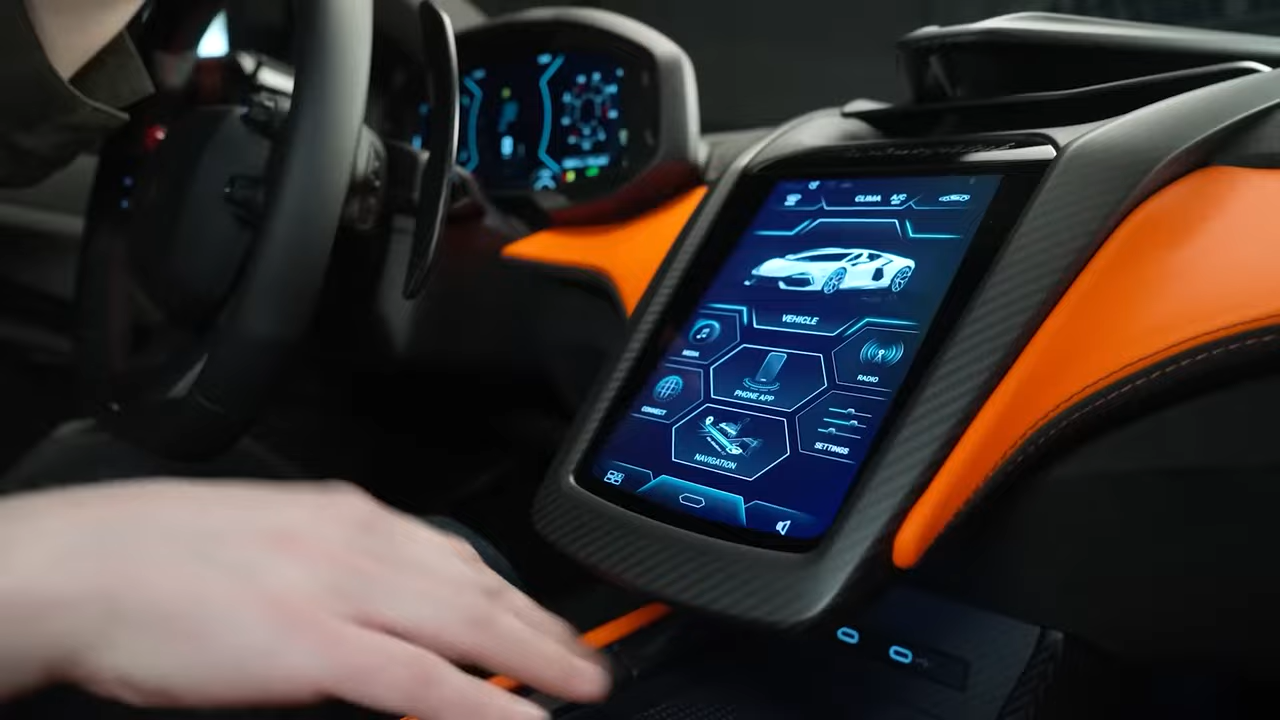 CLIMA A/C
VEHICLE
MEDIA
RADIO
PHONE APP
CONNECT
SETTINGS
NAVIGATION